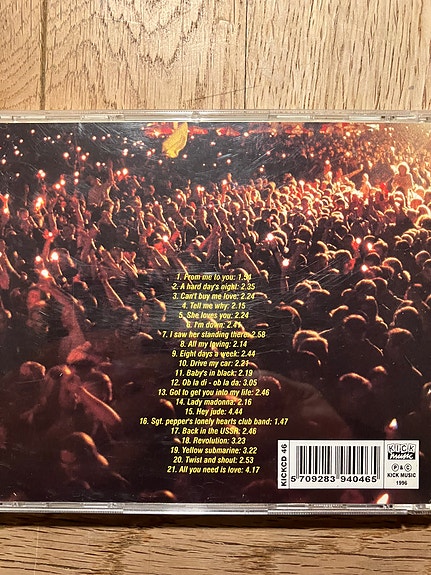 1. From me to you: 1.54
2. A hard day's night: 2.35
3. Can't buy me love: 2.24
4. Tell me why: 2.15
5. She loves you: 2.24
6. I'm down: 2.41
7. I saw her standing there: 2.58
8. All my loving: 2.14
9. Eight days a week: 2.44
10. Drive my car: 2.21
11. Baby's in black: 2.19
12. Ob la di - ob la da: 3.05
13. Got to get you into my life: 2.46
14. Lady madonna: 2.16
15. Hey jude: 4.44
16. Sgt. pepper's lonely hearts club band: 1.47
17. Back in the USSR: 2.46
18. Revolution: 3.23
19. Yellow submarine: 3.22
20. Twist and shout: 2.53
21. All you need is love: 4.17
KICKCD 46
5 709283 940465
KICK
music
P & C
KICK MUSIC
1996